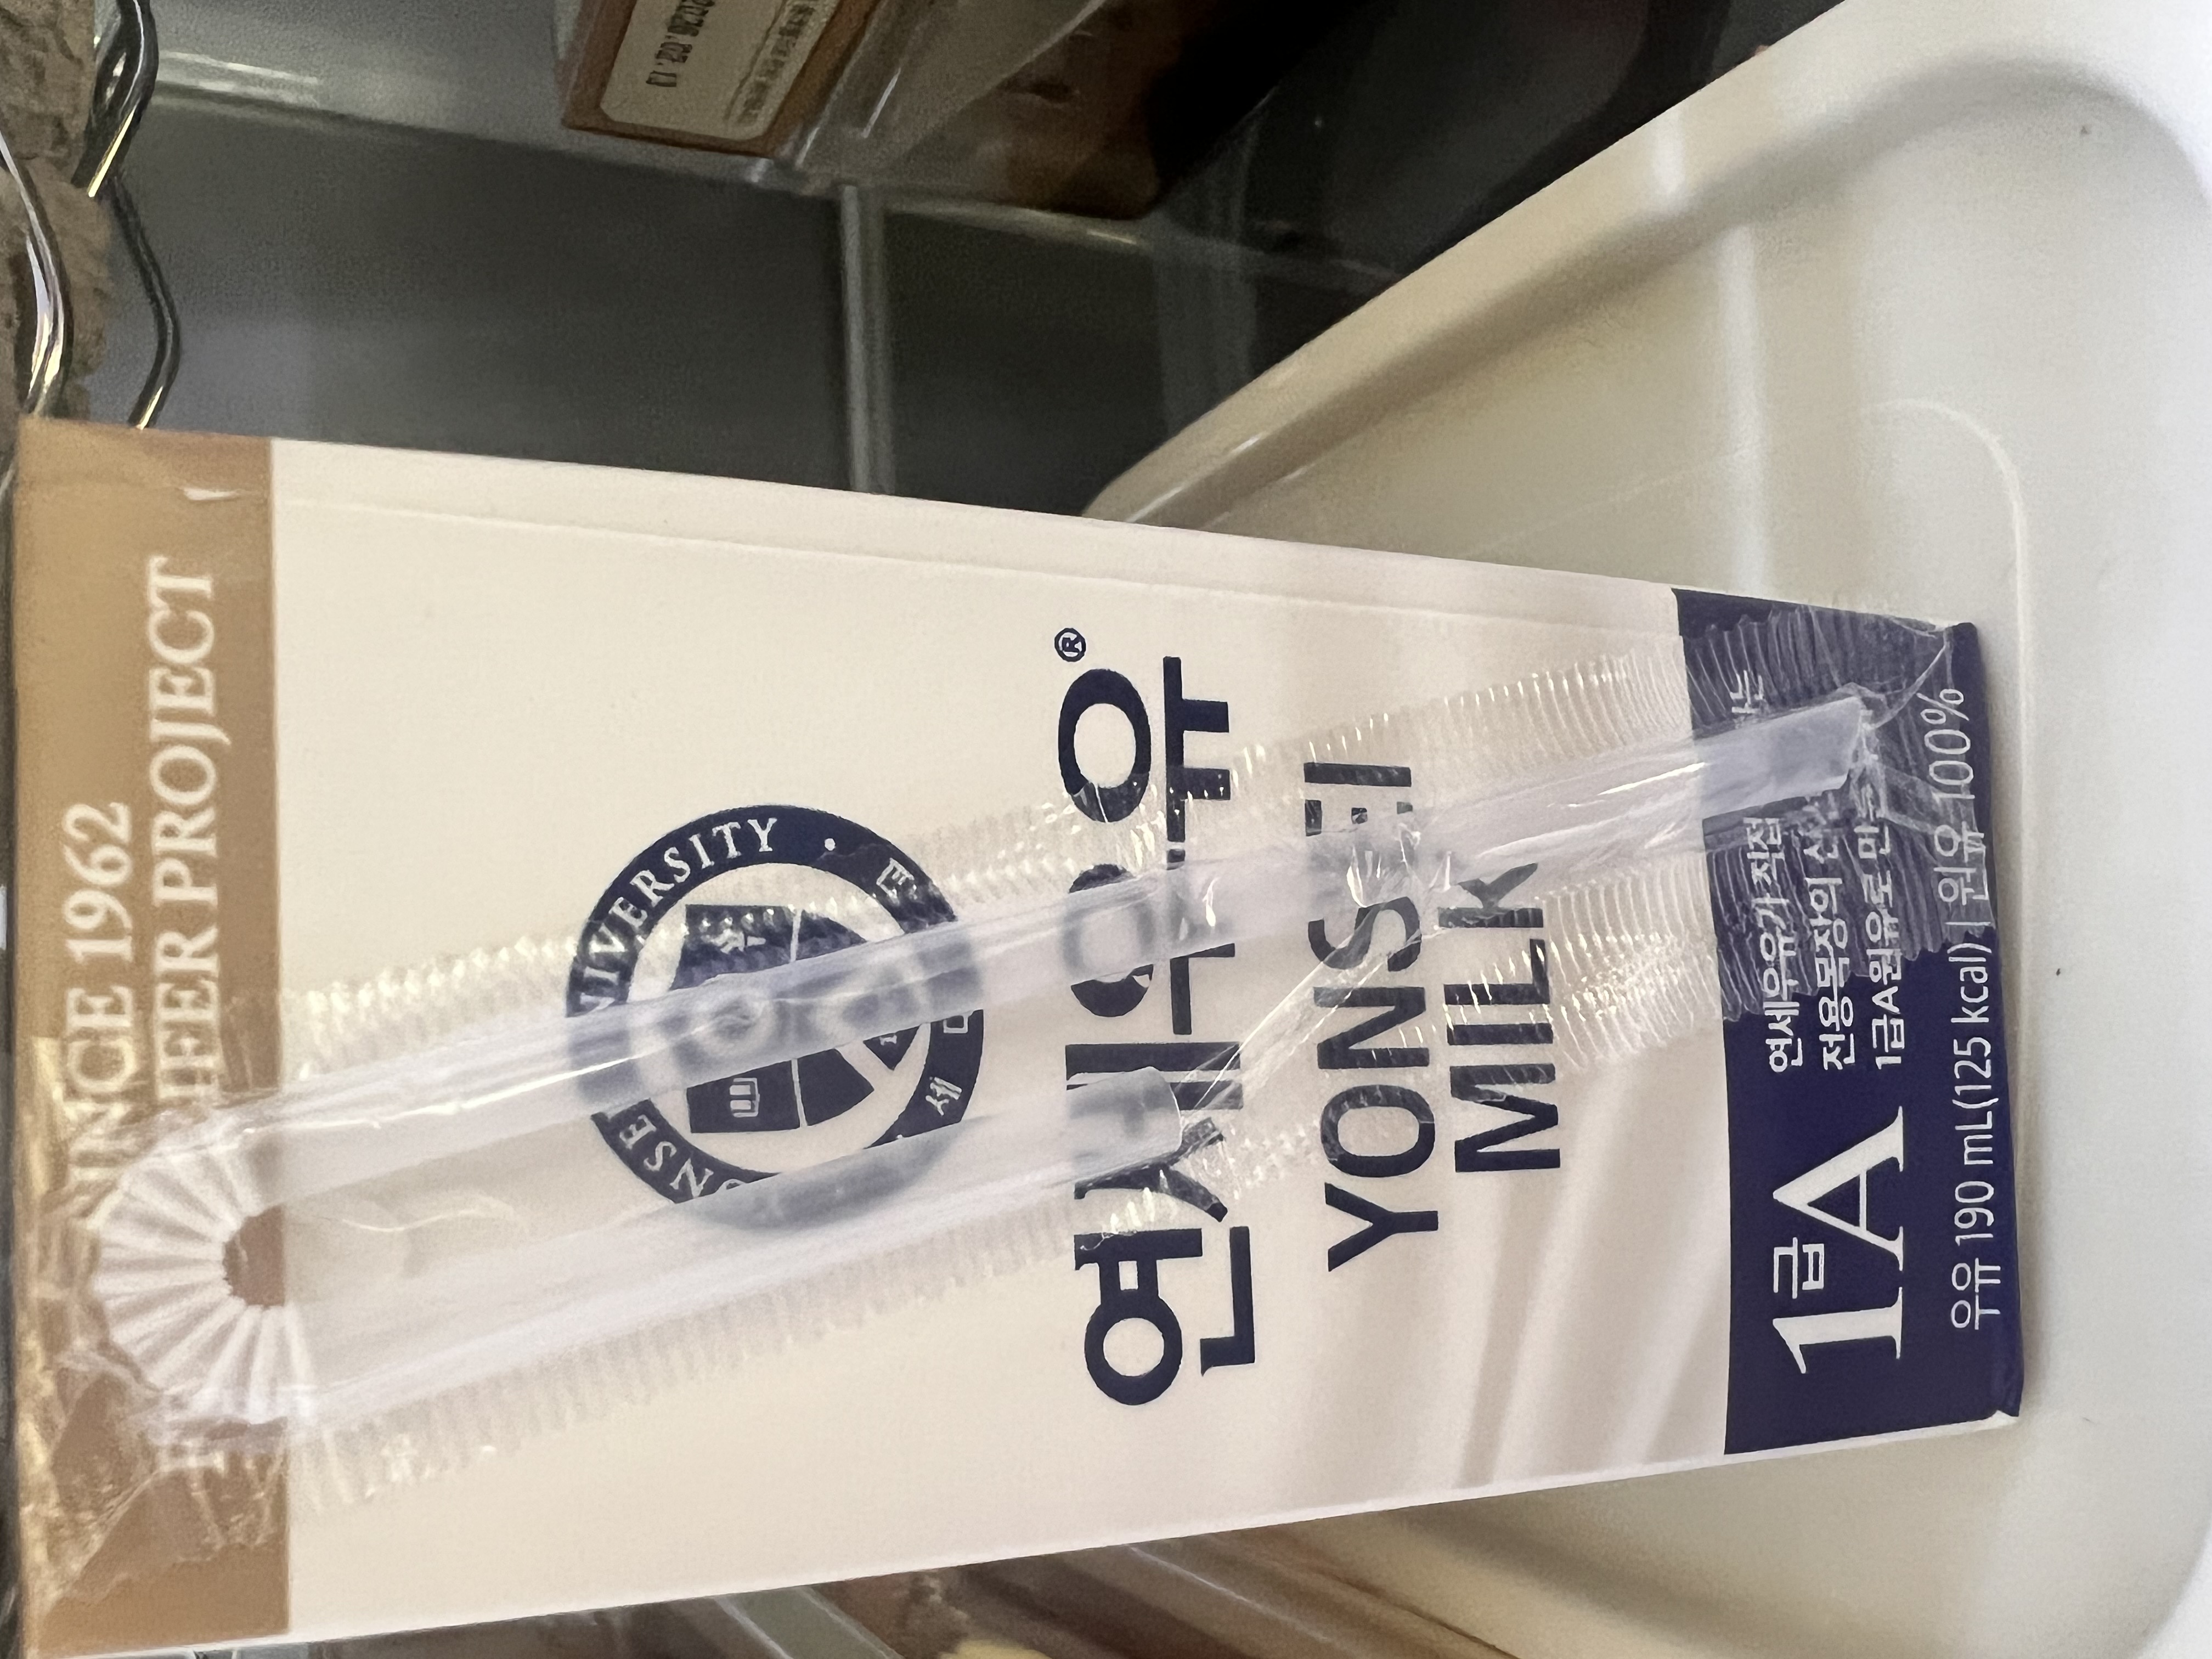 SINCE 1962
HEIFER PROJECT
YONSEI UNIVERSITY
연세우유®
YONSEI
MILK
1급A
연세우유가 직접
전용목장의 신
1급A원유로 만
우유 190 mL(125 kcal) | 원유 100%